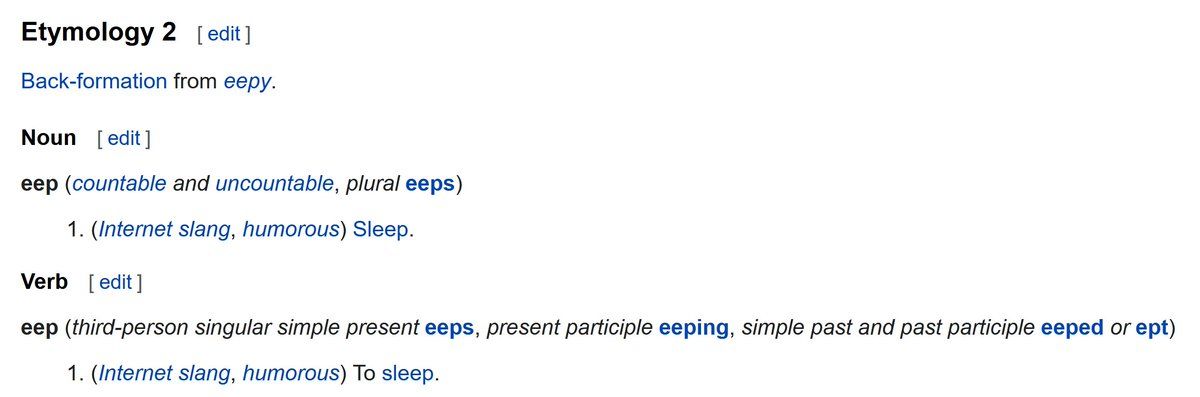 Etymology 2 [ edit ]
Back-formation from eepy.
Noun [ edit ]
eep (countable and uncountable, plural eeps)
1. (Internet slang, humorous) Sleep.
Verb [ edit ]
eep (third-person singular simple present eeps, present participle eeping, simple past and past participle eeped or ept)
1. (Internet slang, humorous) To sleep.